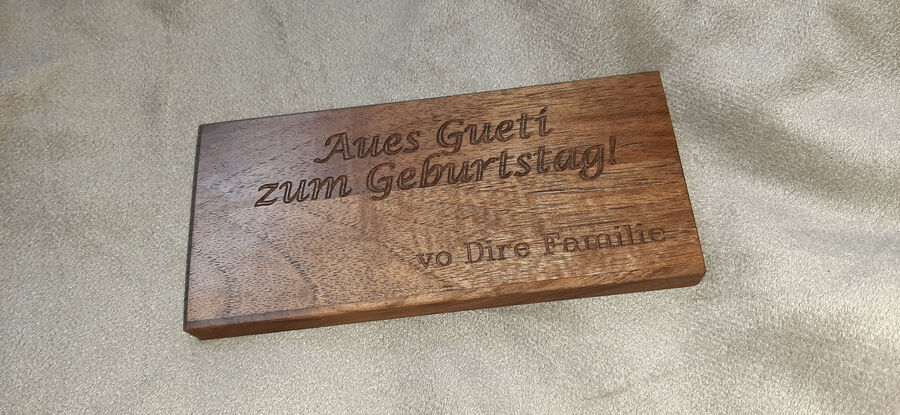 Aues Gueti
zum Geburtstag!
vo Dire Familie